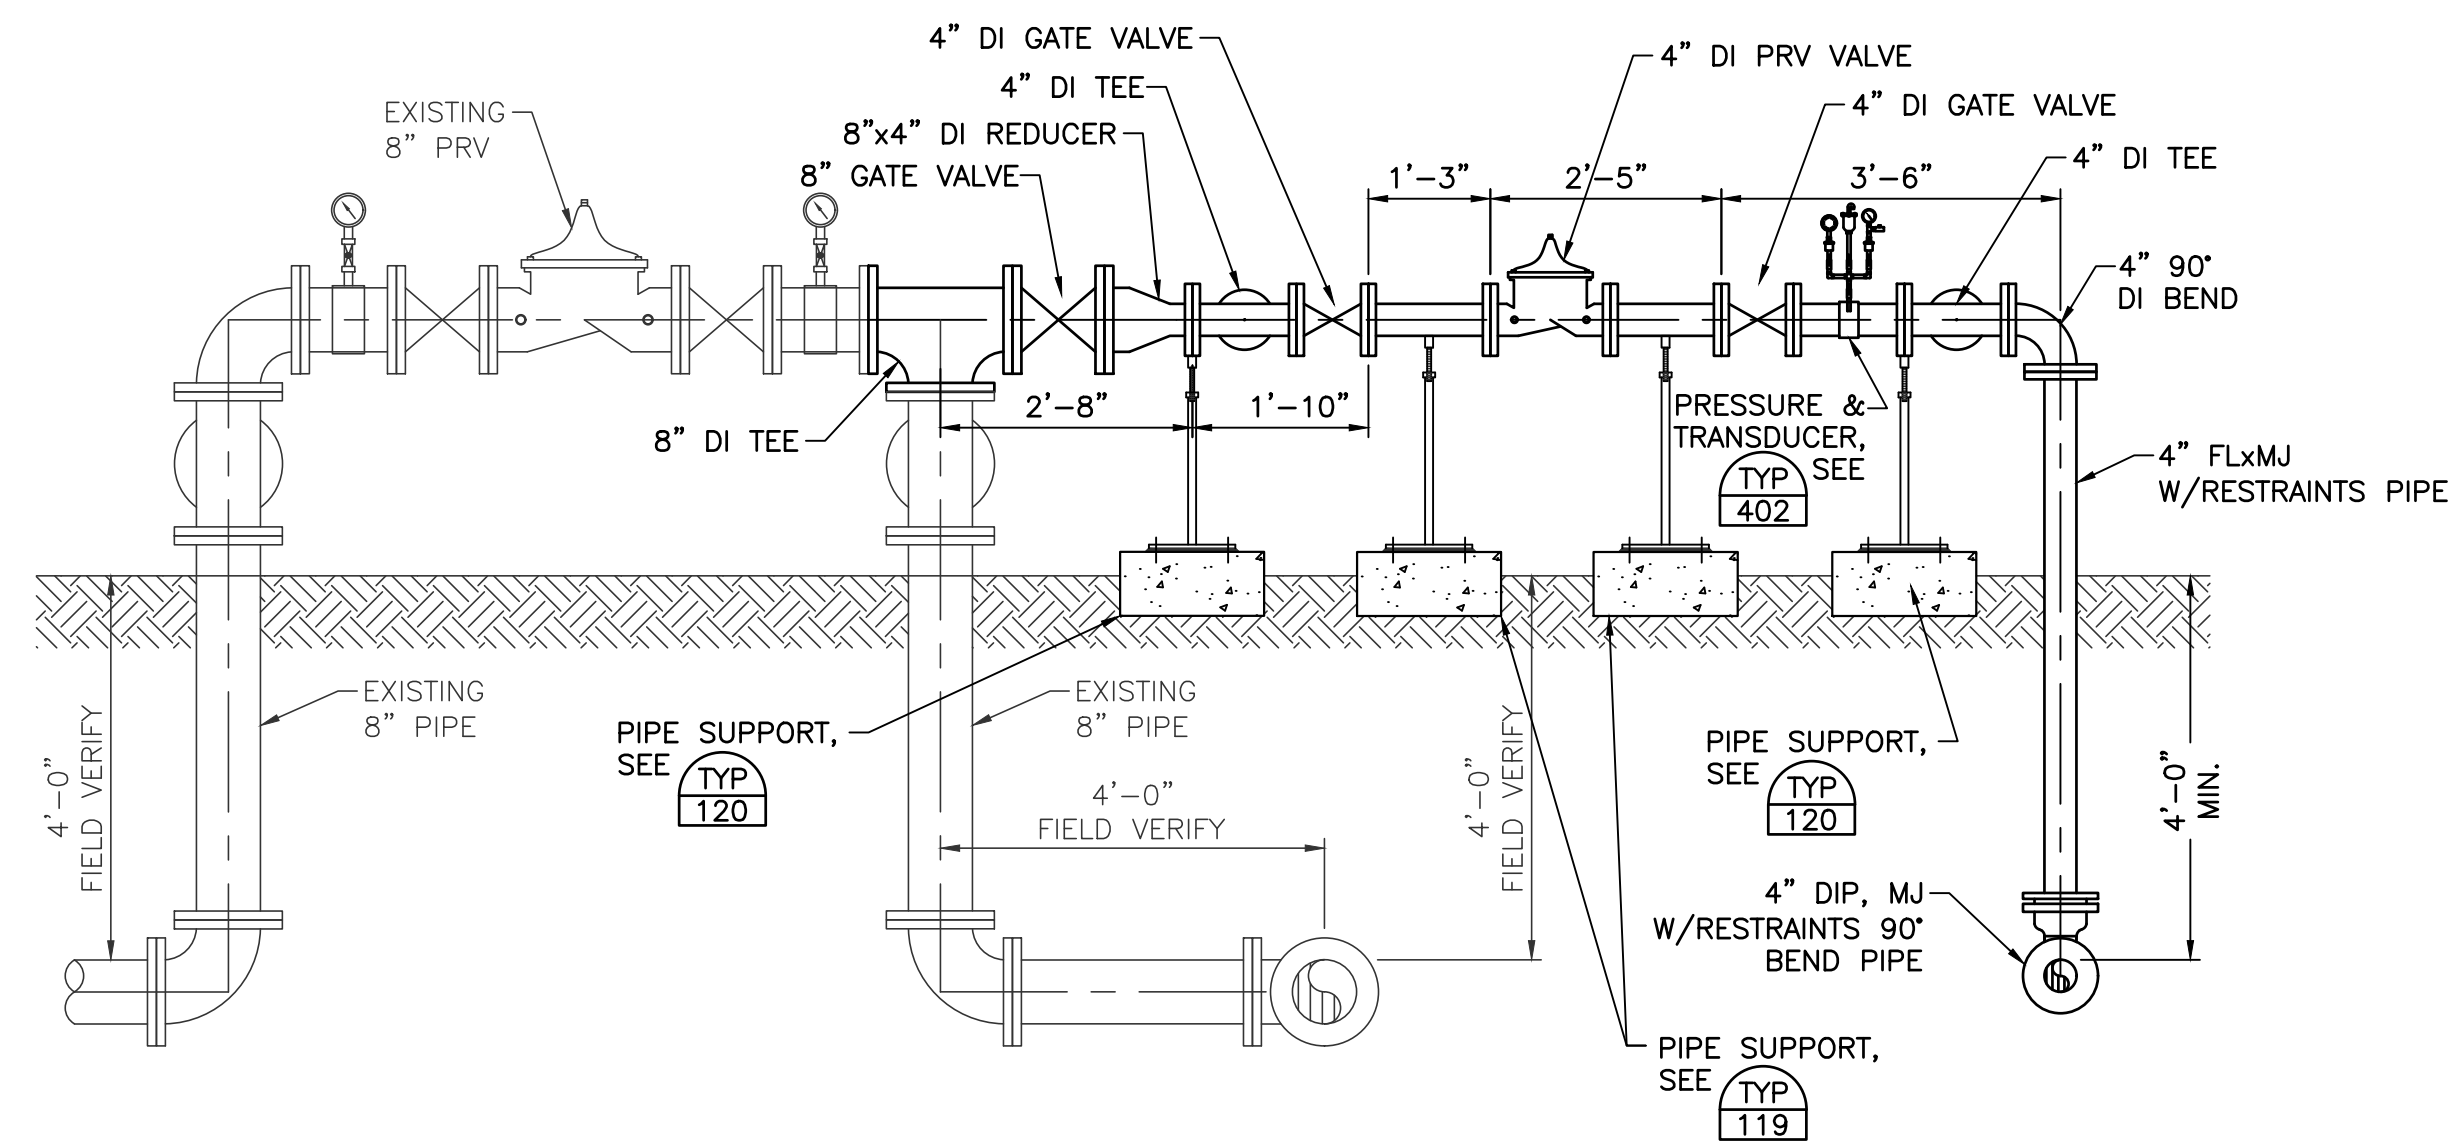 4” DI GATE VALVE
4” DI TEE
8”x4” DI REDUCER
8” GATE VALVE
EXISTING
8” PRV
4” DI PRV VALVE
4” DI GATE VALVE
4” DI TEE
1’-3”
2’-5”
3’-6”
4” 90°
DI BEND
2’-8”
1’-10”
8” DI TEE
PRESSURE &
TRANSDUCER,
SEE
TYP
402
4” FLxMJ
W/RESTRAINTS PIPE
EXISTING
8” PIPE
EXISTING
8” PIPE
4’-0”
FIELD VERIFY
PIPE SUPPORT,
SEE
TYP
120
4’-0”
FIELD VERIFY
4’-0”
FIELD VERIFY
PIPE SUPPORT,
SEE
TYP
120
4’-0”
MIN.
4” DIP, MJ
W/RESTRAINTS 90°
BEND PIPE
PIPE SUPPORT,
SEE
TYP
119